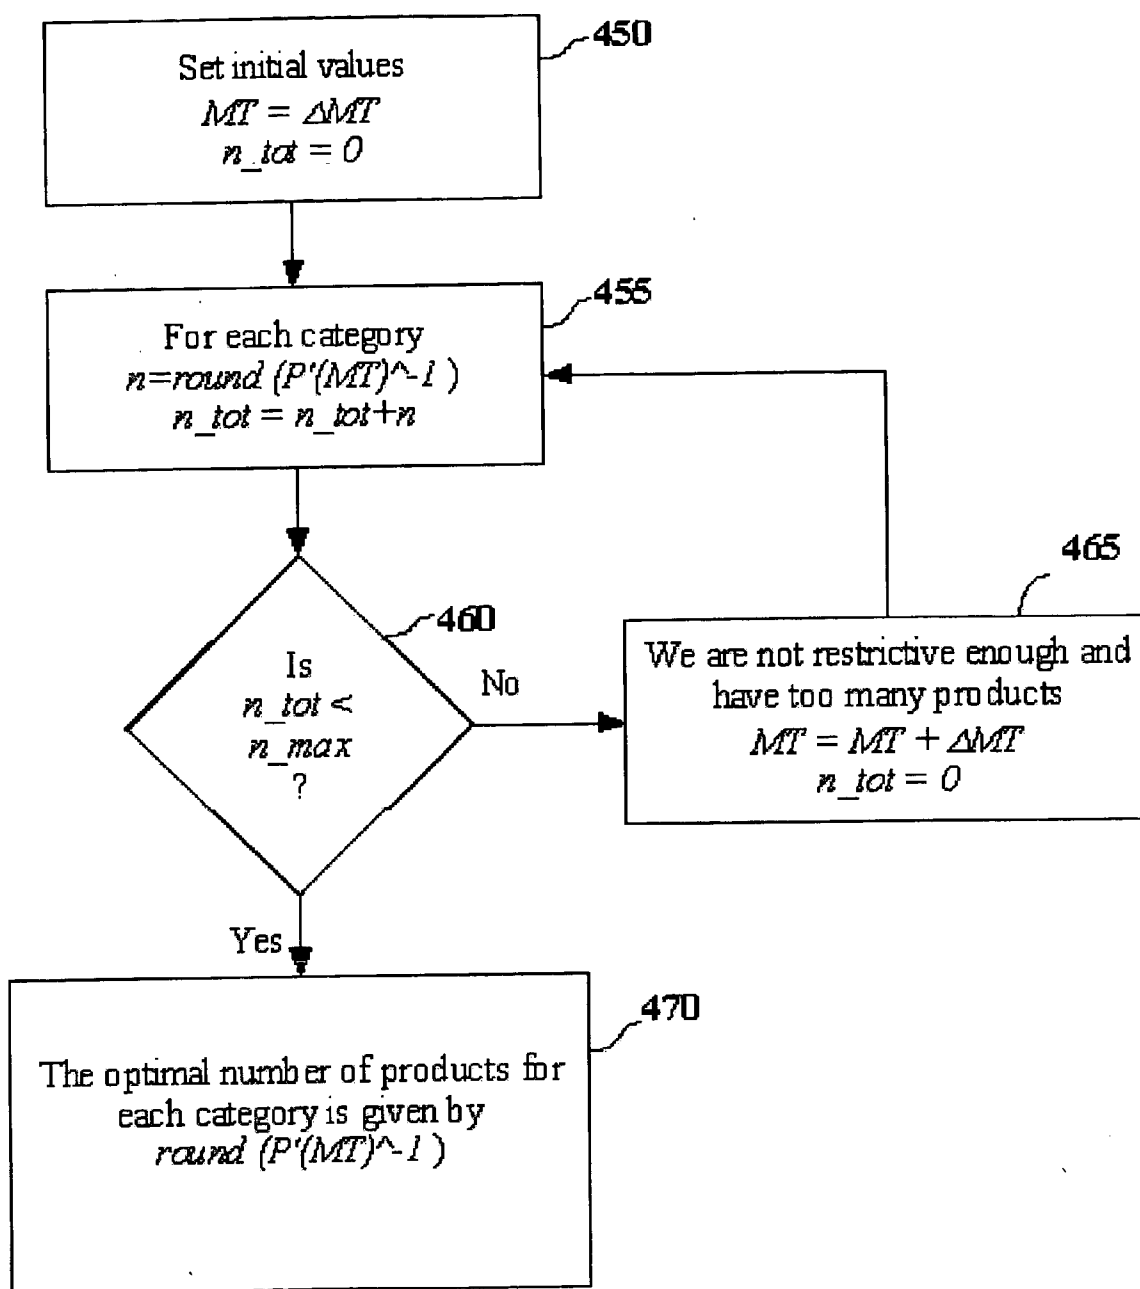 450
Set initial values
MT = ΔMT
n_tot = 0
455
For each category
n=round (P'(MT)^-1 )
n_tot = n_tot+n
460
Is
n_tot <
n_max
?
No
465
We are not restrictive enough and
have too many products
MT = MT + ΔMT
n_tot = 0
Yes
470
The optimal number of products for
each category is given by
round (P'(MT)^-1 )